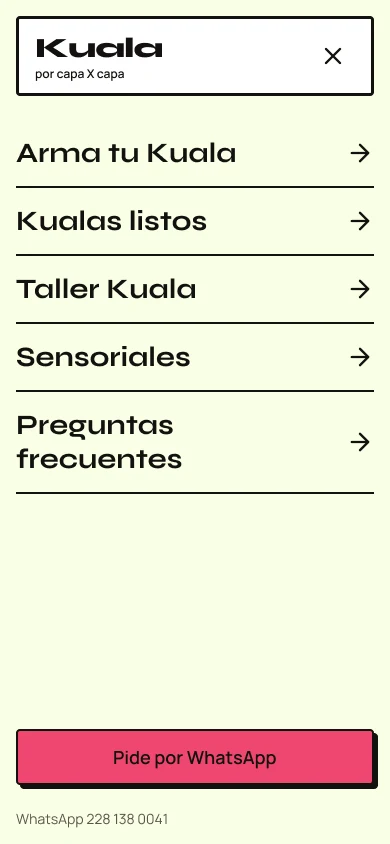 Kuala
por capa X capa
Arma tu Kuala
Kualas listos
Taller Kuala
Sensoriales
Preguntas
frecuentes
Pide por WhatsApp
WhatsApp 228 138 0041